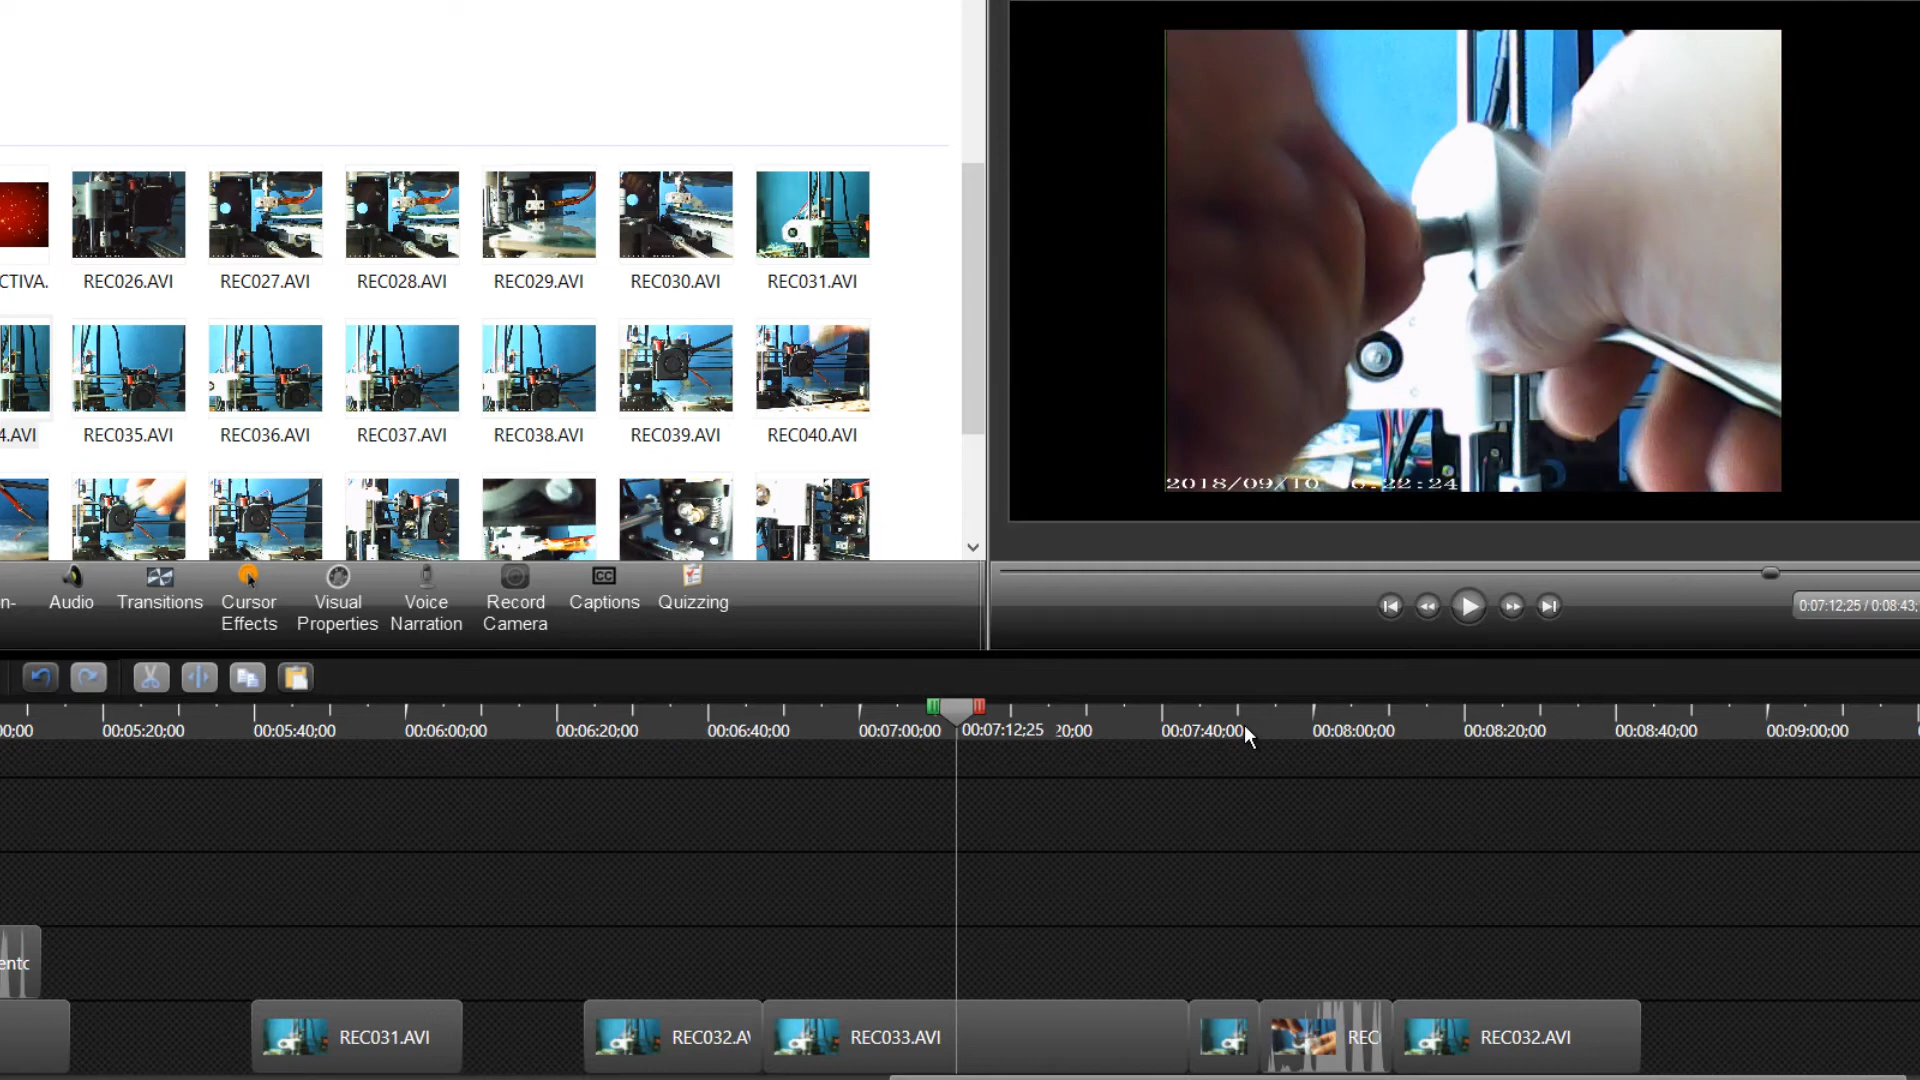 CTIVA.
REC026.AVI
REC027.AVI
REC028.AVI
REC029.AVI
REC030.AVI
REC031.AVI
4.AVI
REC035.AVI
REC036.AVI
REC037.AVI
REC038.AVI
REC039.AVI
REC040.AVI
2018/09/10 :22:24
n-
Audio
Transitions
Cursor Effects
Visual Properties
Voice Narration
Record Camera
CC
Captions
Quizzing
0:07:12;25 / 0:08:43;
00;00
00:05:20;00
00:05:40;00
00:06:00;00
00:06:20;00
00:06:40;00
00:07:00;00
00:07:12;25
20;00
00:07:40;00
00:08:00;00
00:08:20;00
00:08:40;00
00:09:00;00
entc
REC031.AVI
REC032.AV
REC033.AVI
REC
REC032.AVI